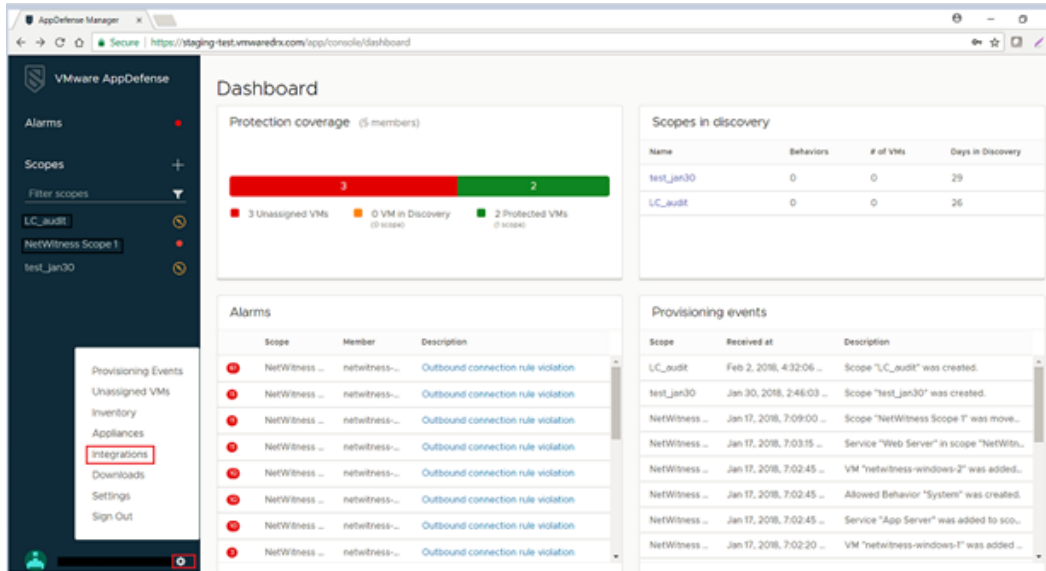 AppDefense Manager
Secure | https://staging-test.vmwaredrx.com/app/console/dashboard
VMware AppDefense
Alarms
Scopes
Filter scopes
LC_audit
NetWitness Scope 1
test_jan30
Provisioning Events
Unassigned VMs
Inventory
Appliances
Integrations
Downloads
Settings
Sign Out
Dashboard
Protection coverage (5 members)
3 2
3 Unassigned VMs 0 VM in Discovery 2 Protected VMs
(0 scope) (1 scope)
Scopes in discovery
Name Behaviors # of VMs Days in Discovery
test_jan30 0 0 29
LC_audit 0 0 26
Alarms
Scope Member Description
NetWitness ... netwitness-... Outbound connection rule violation
NetWitness ... netwitness-... Outbound connection rule violation
NetWitness ... netwitness-... Outbound connection rule violation
NetWitness ... netwitness-... Outbound connection rule violation
NetWitness ... netwitness-... Outbound connection rule violation
NetWitness ... netwitness-... Outbound connection rule violation
NetWitness ... netwitness-... Outbound connection rule violation
3 NetWitness ... netwitness-... Outbound connection rule violation
Provisioning events
Scope Received at Description
LC_audit Feb 2, 2018, 4:32:06 ... Scope "LC_audit" was created.
test_jan30 Jan 30, 2018, 2:46:03 ... Scope "test_jan30" was created.
NetWitness ... Jan 17, 2018, 7:09:00 ... Scope "NetWitness Scope 1" was move...
NetWitness ... Jan 17, 2018, 7:03:15 ... Service "Web Server" in scope "NetWitn...
NetWitness ... Jan 17, 2018, 7:02:45 ... VM "netwitness-windows-2" was added...
NetWitness ... Jan 17, 2018, 7:02:45 ... Allowed Behavior "System" was created.
NetWitness ... Jan 17, 2018, 7:02:45 ... Service "App Server" was added to sco...
NetWitness ... Jan 17, 2018, 7:02:20 ... VM "netwitness-windows-1" was added ...